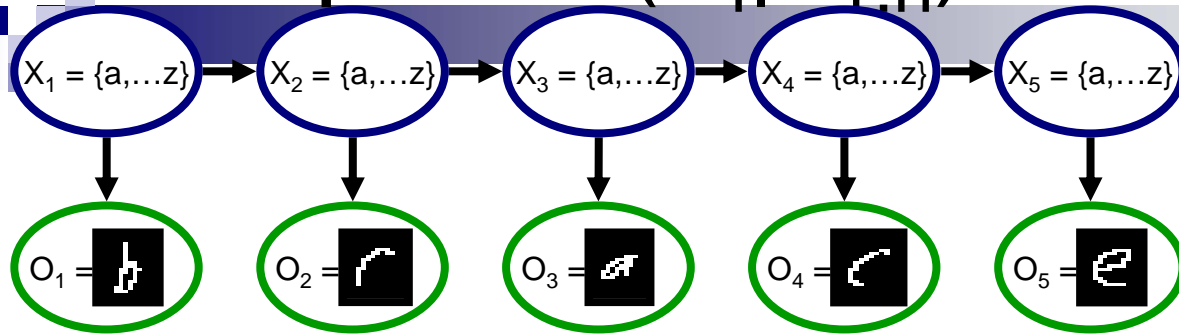 X₁ = {a,…z} X₂ = {a,…z} X₃ = {a,…z} X₄ = {a,…z} X₅ = {a,…z}
O₁ = b O₂ = r O₃ = a O₄ = c O₅ = e